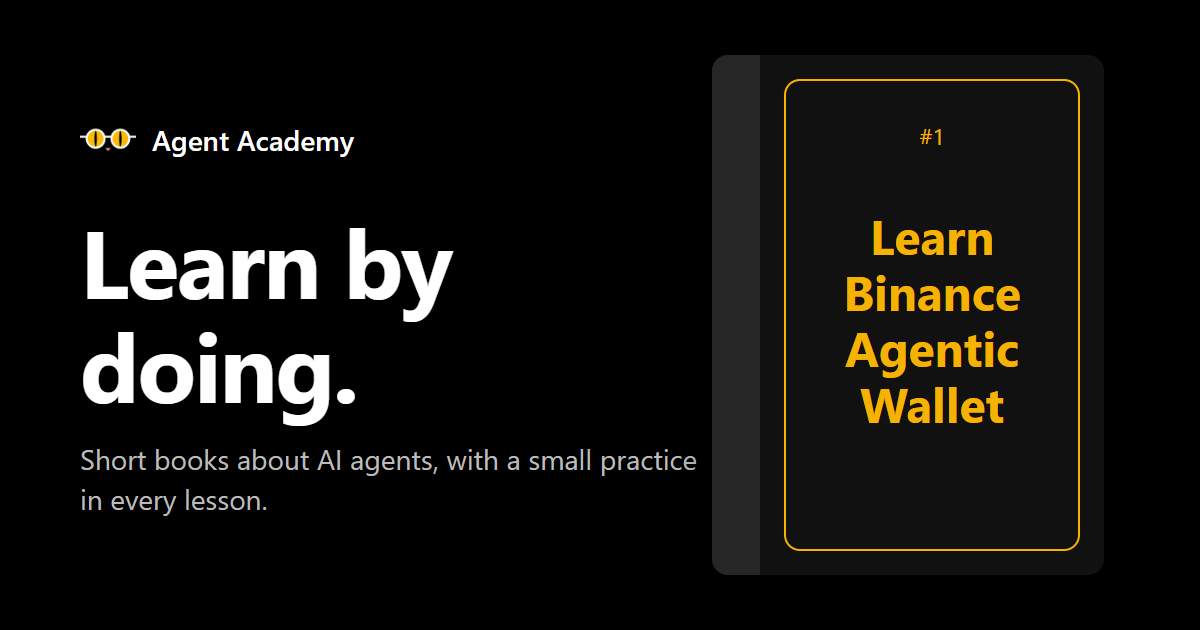 Agent Academy
Learn by
doing.
Short books about AI agents, with a small practice
in every lesson.
#1
Learn
Binance
Agentic
Wallet